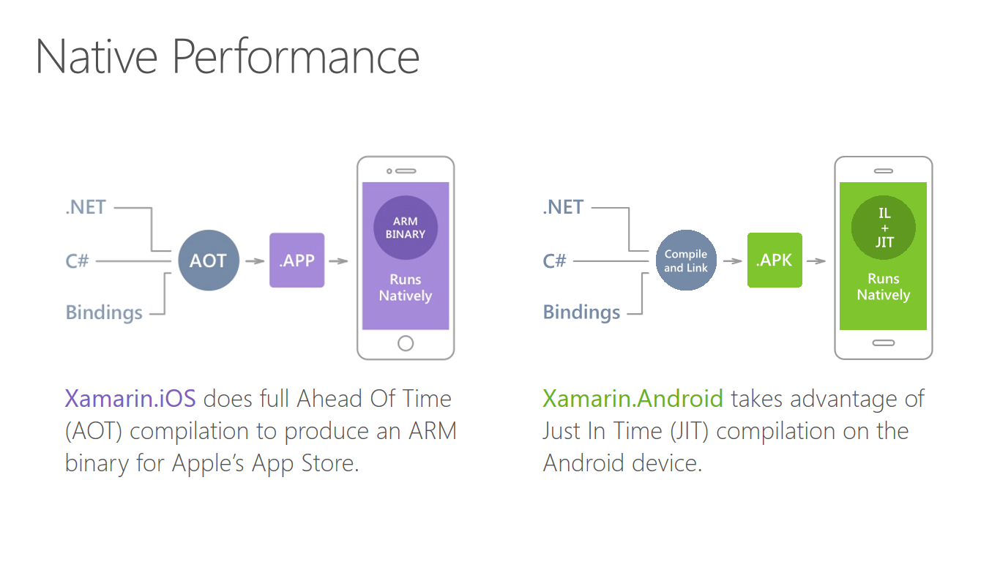 Native Performance
.NET
C#
Bindings
AOT
.APP
ARM
BINARY
Runs
Natively
Xamarin.iOS does full Ahead Of Time
(AOT) compilation to produce an ARM
binary for Apple’s App Store.
.NET
C#
Bindings
Compile
and Link
.APK
IL
+
JIT
Runs
Natively
Xamarin.Android takes advantage of
Just In Time (JIT) compilation on the
Android device.